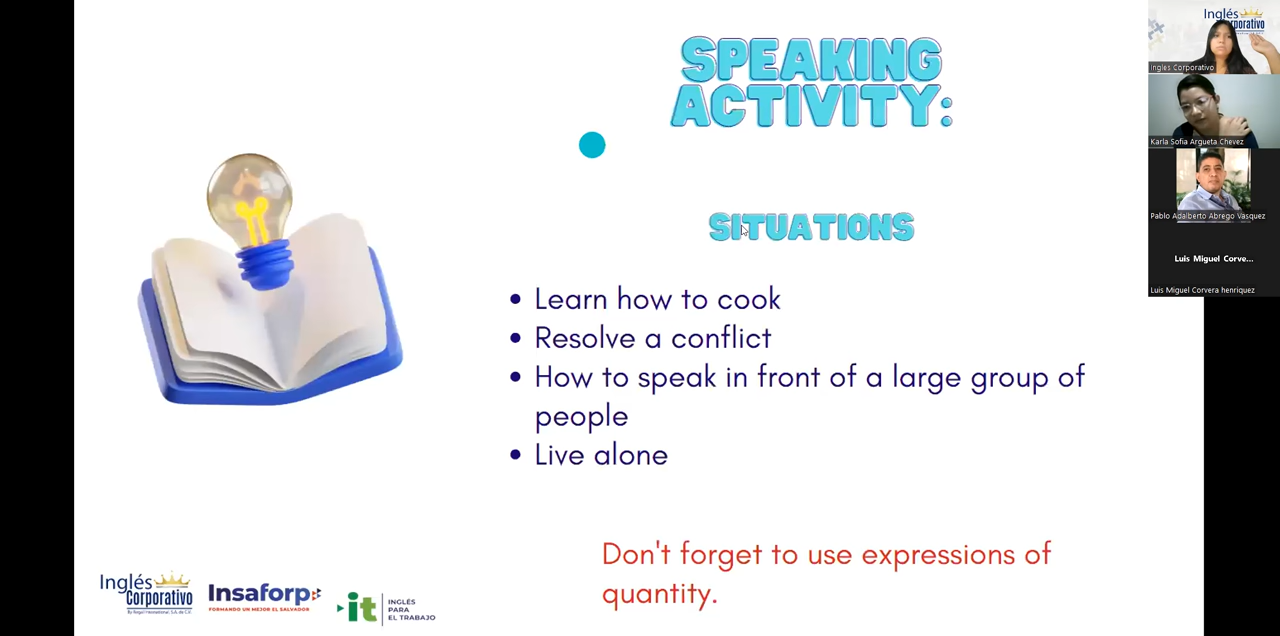 SPEAKING
ACTIVITY:
SITUATIONS
Learn how to cook
Resolve a conflict
How to speak in front of a large group of
people
Live alone
Don't forget to use expressions of
quantity.
Inglés
Corporativo
Insaforp
FORMANDO UN MEJOR EL SALVADOR
it
INGLÉS
PARA
EL TRABAJO
Inglés
Corporativo
Ingles Corporativo
Karla Sofia Argueta Chevez
Pablo Adalberto Abrego Vasquez
Luis Miguel Corve...
Luis Miguel Corvera henriquez